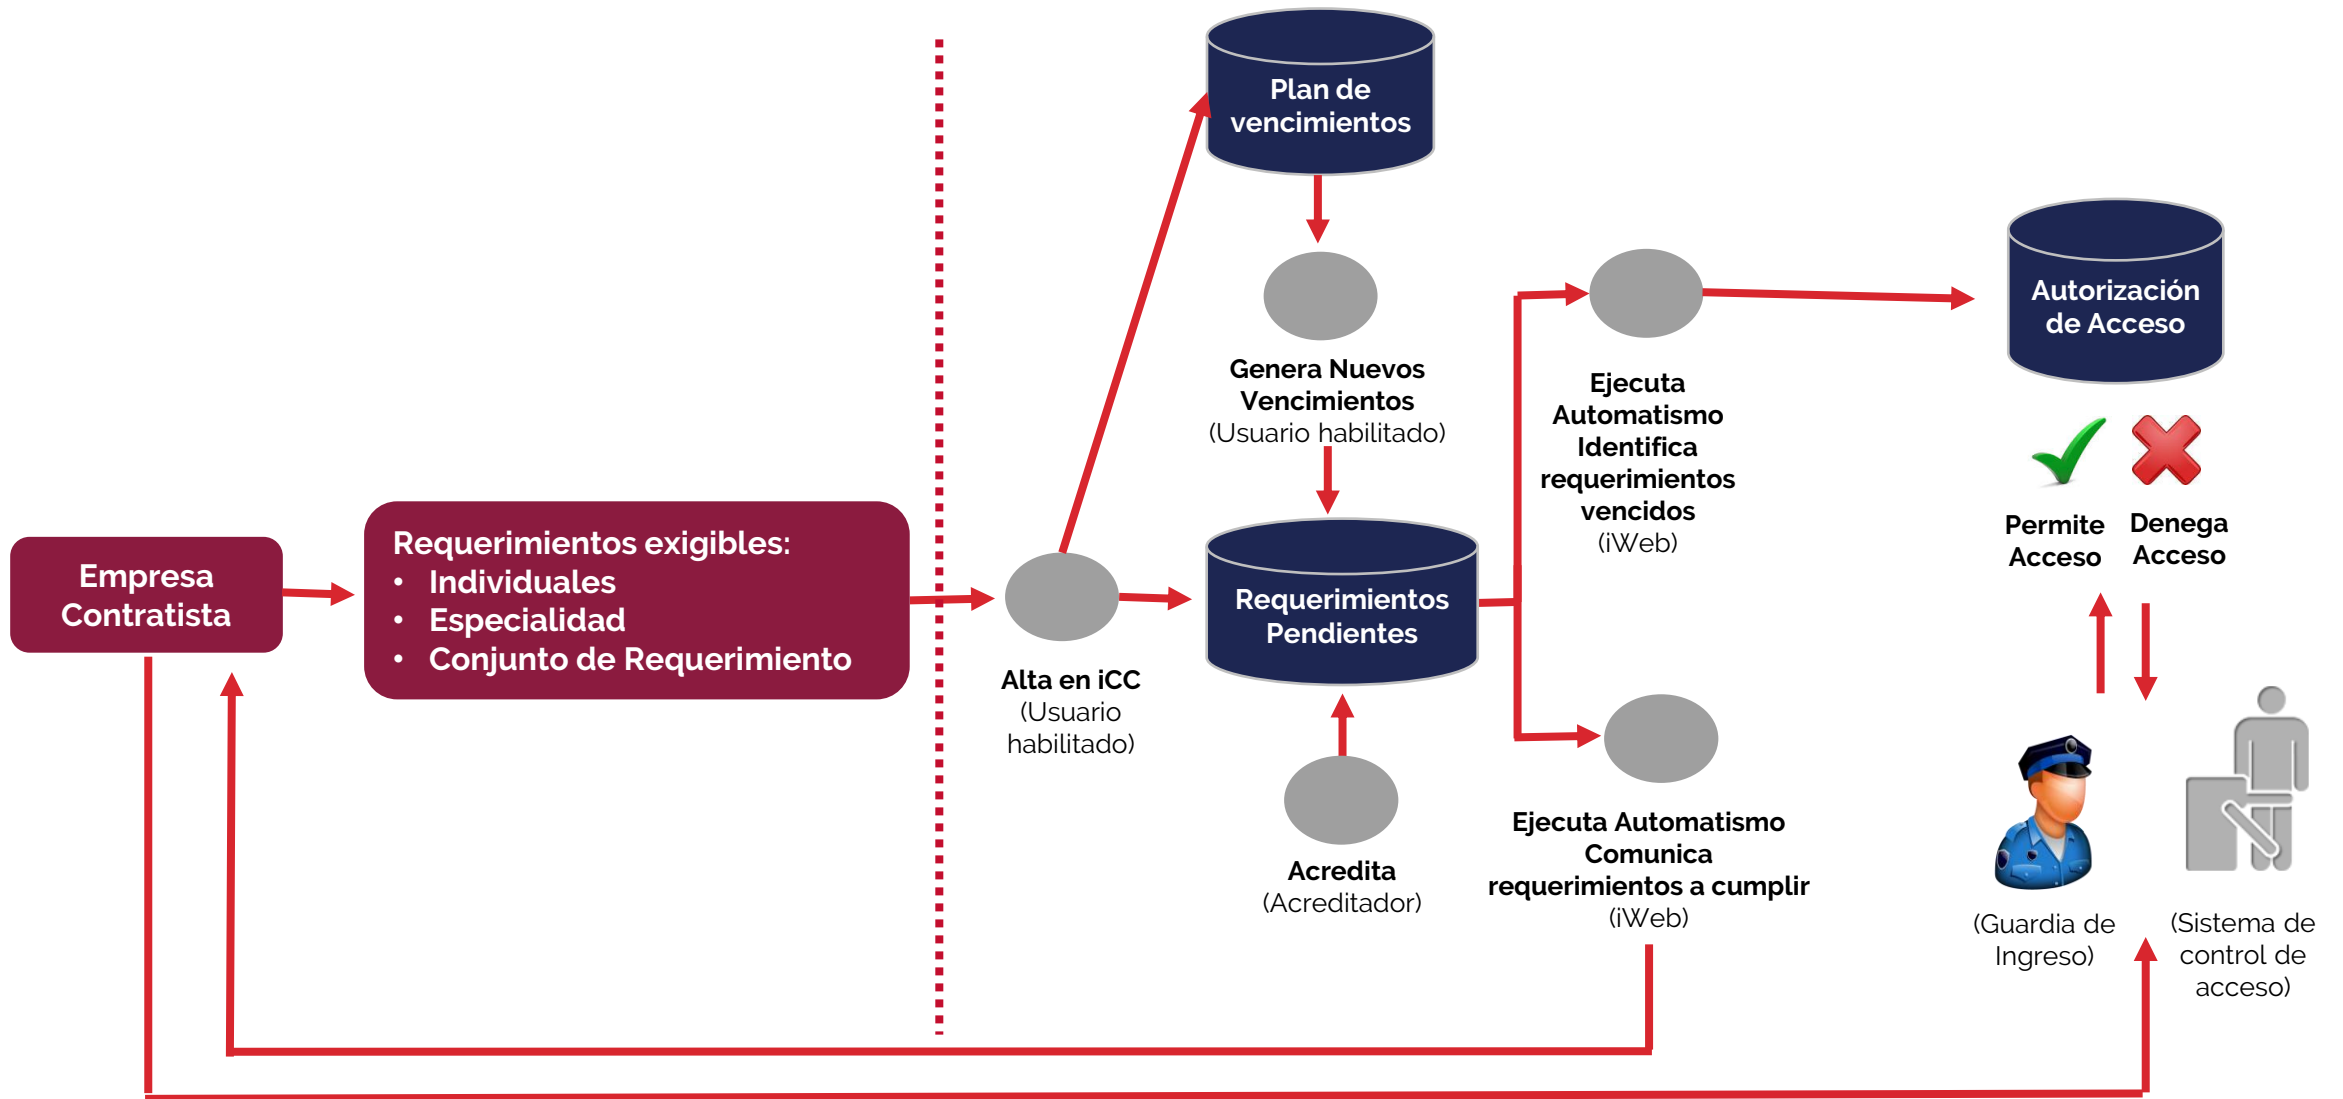 Plan de
vencimientos
Genera Nuevos
Vencimientos
(Usuario habilitado)
Ejecuta
Automatismo
Identifica
requerimientos
vencidos
(iWeb)
Autorización
de Acceso
Permite
Acceso
Denega
Acceso
Empresa
Contratista
Requerimientos exigibles:
• Individuales
• Especialidad
• Conjunto de Requerimiento
Alta en iCC
(Usuario
habilitado)
Requerimientos
Pendientes
Acredita
(Acreditador)
Ejecuta Automatismo
Comunica
requerimientos a cumplir
(iWeb)
(Guardia de
Ingreso)
(Sistema de
control de
acceso)